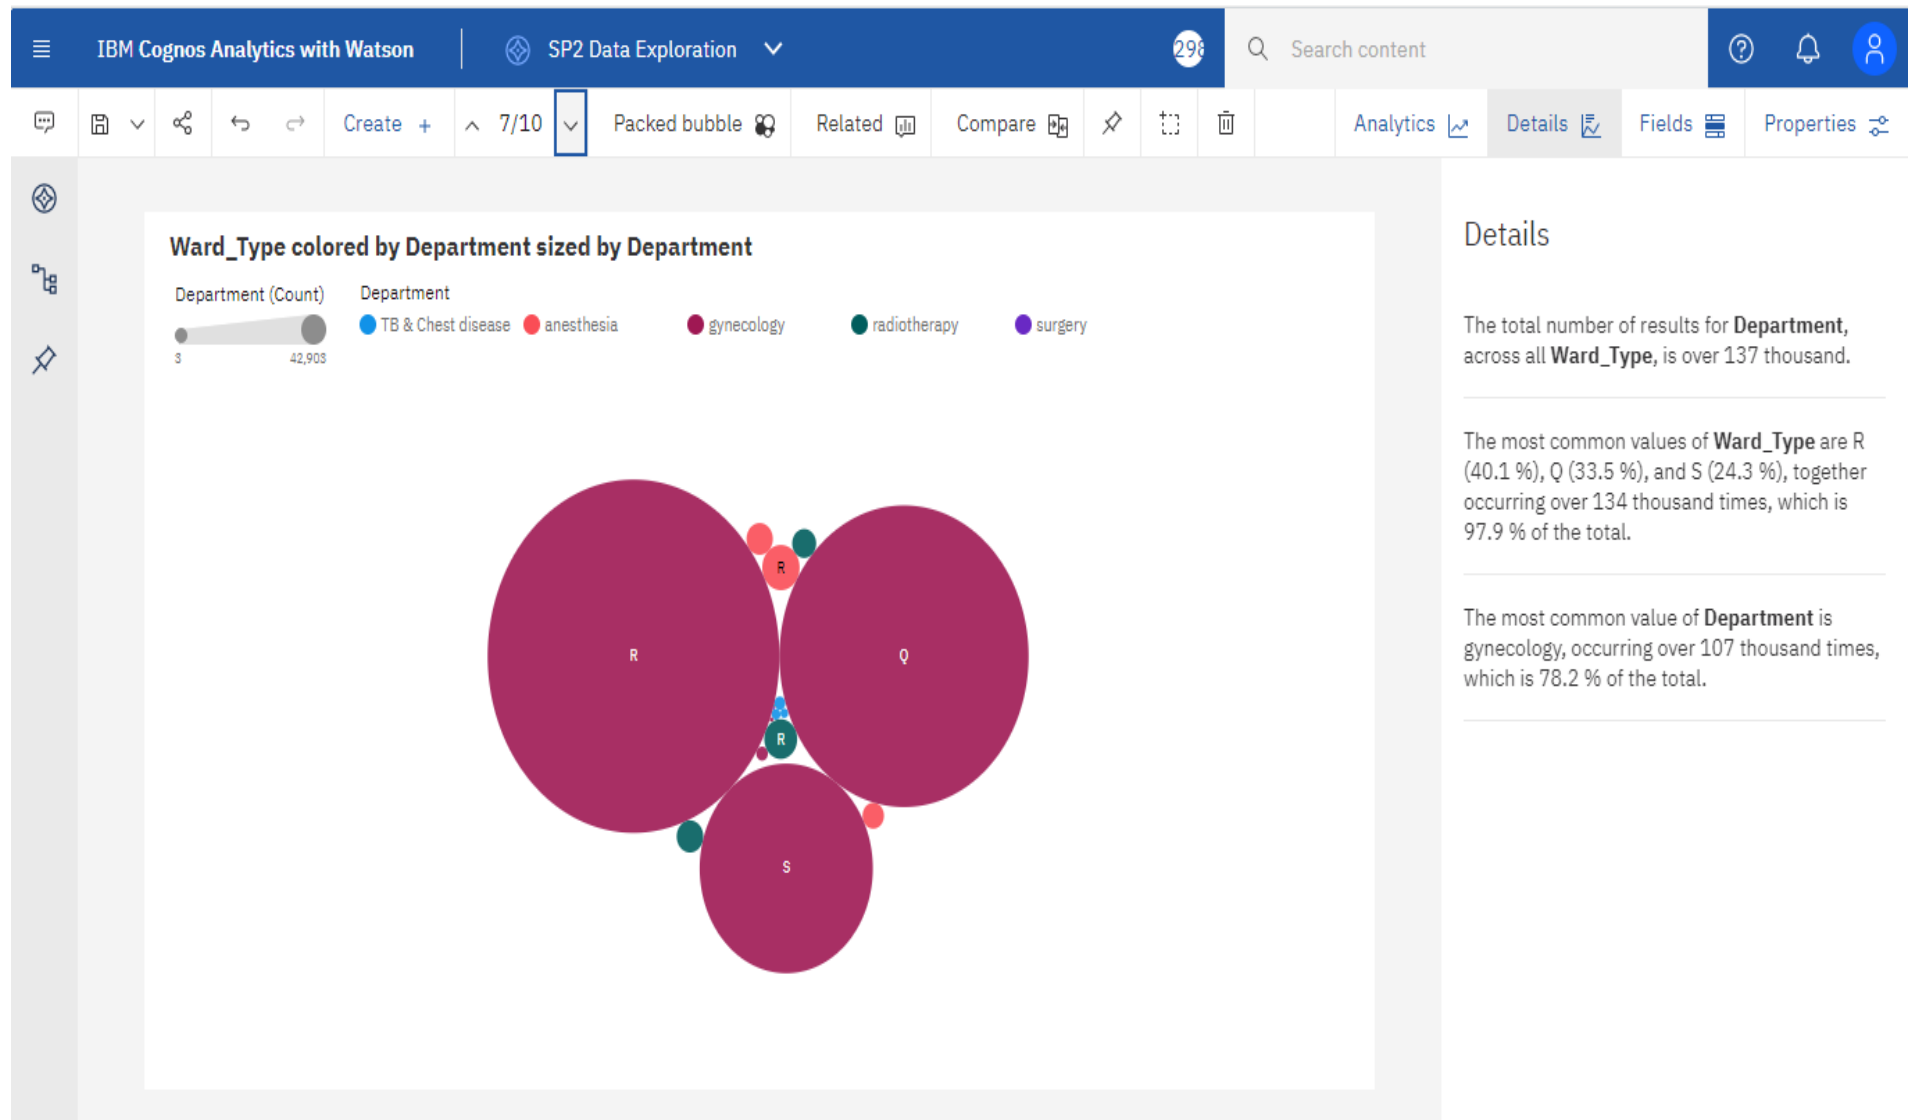 IBM Cognos Analytics with Watson
SP2 Data Exploration
298
Search content
Create +
7/10
Packed bubble
Related
Compare
Analytics
Details
Fields
Properties
Ward_Type colored by Department sized by Department
Department (Count)
3
42,903
Department
TB & Chest disease
anesthesia
gynecology
radiotherapy
surgery
R
R
Q
R
S
Details
The total number of results for Department,
across all Ward_Type, is over 137 thousand.
The most common values of Ward_Type are R
(40.1 %), Q (33.5 %), and S (24.3 %), together
occurring over 134 thousand times, which is
97.9 % of the total.
The most common value of Department is
gynecology, occurring over 107 thousand times,
which is 78.2 % of the total.